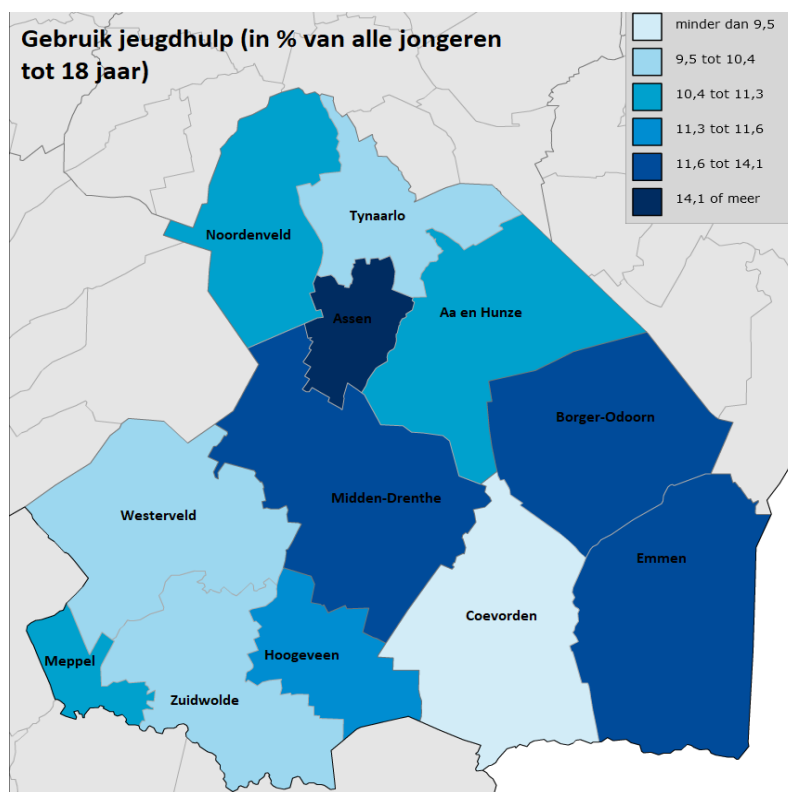 Gebruik jeugdhulp (in % van alle jongeren
tot 18 jaar)
minder dan 9,5
9,5 tot 10,4
10,4 tot 11,3
11,3 tot 11,6
11,6 tot 14,1
14,1 of meer
Tynaarlo
Noordenveld
Assen
Aa en Hunze
Borger-Odoorn
Midden-Drenthe
Westerveld
Emmen
Coevorden
Hoogeveen
Meppel
Zuidwolde